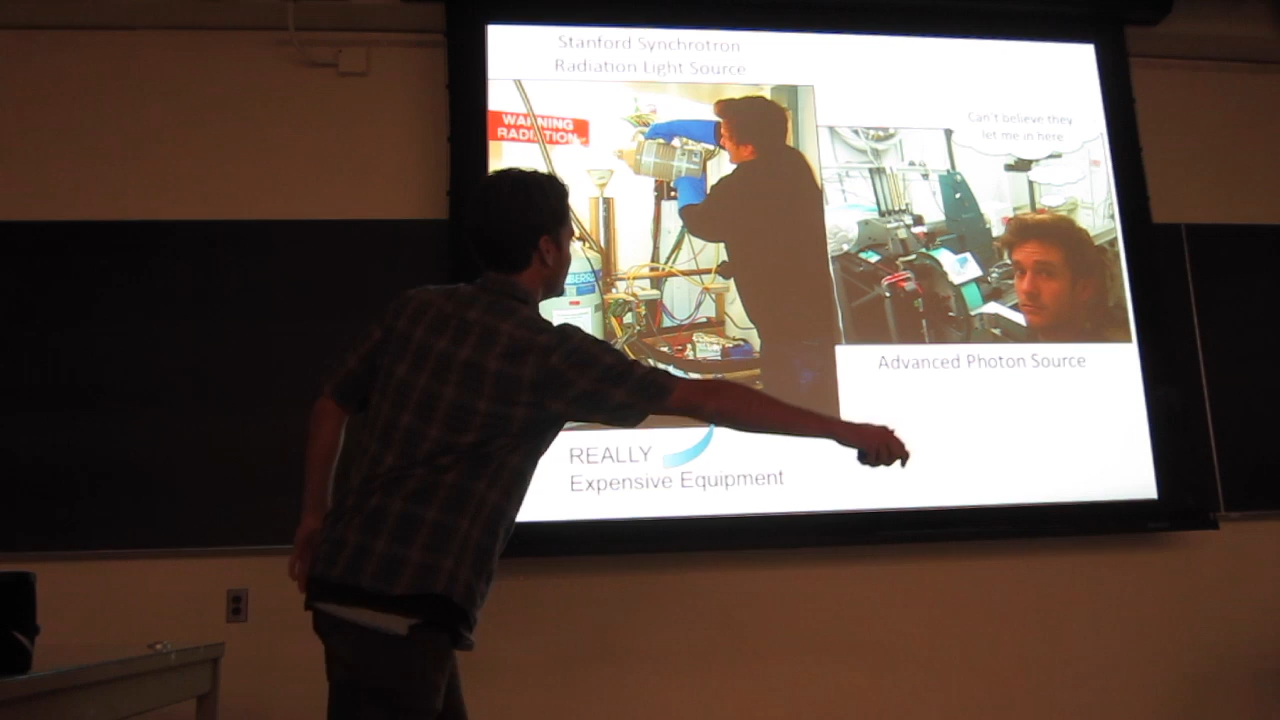 Stanford Synchrotron
Radiation Light Source
WARNING
RADIATION
Can't believe they
let me in here
Advanced Photon Source
REALLY
Expensive Equipment